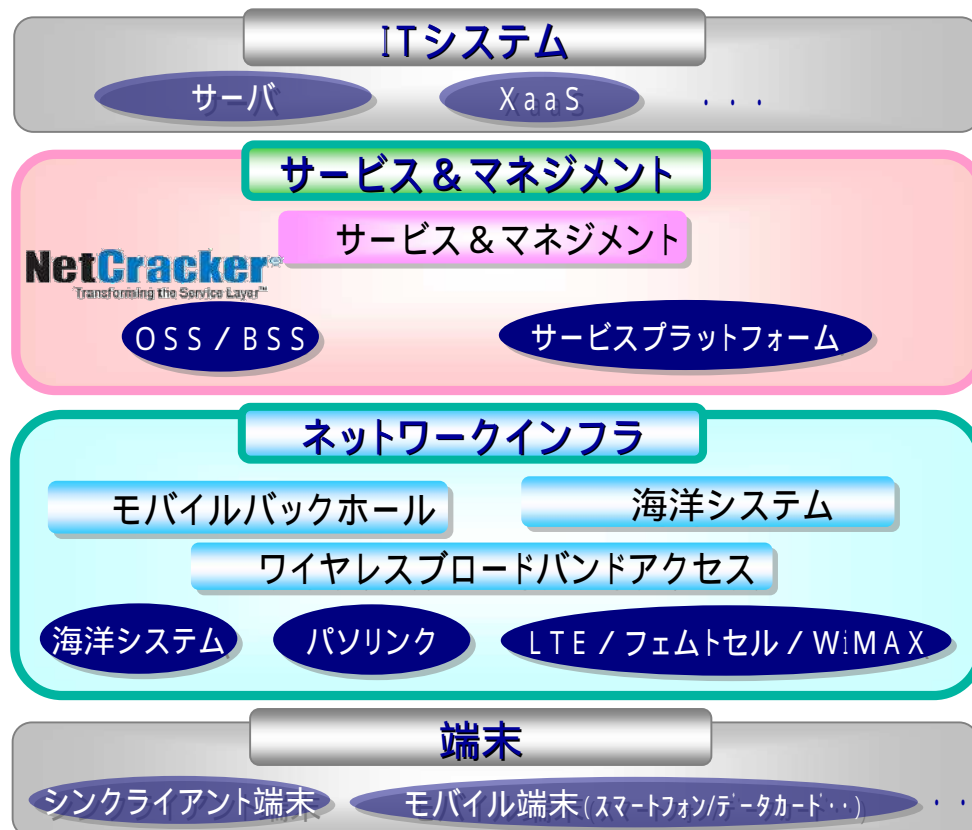 ITシステム
サーバ XaaS ・・・
サービス&マネジメント
サービス&マネジメント
NetCracker®
Transforming the Service Layer™
OSS/BSS サービスプラットフォーム
ネットワークインフラ
モバイルバックホール 海洋システム
ワイヤレスブロードバンドアクセス
海洋システム パソリンク LTE/フェムトセル/WiMAX
端末
シンクライアント端末 モバイル端末(スマートフォン/データカード・・) ・・